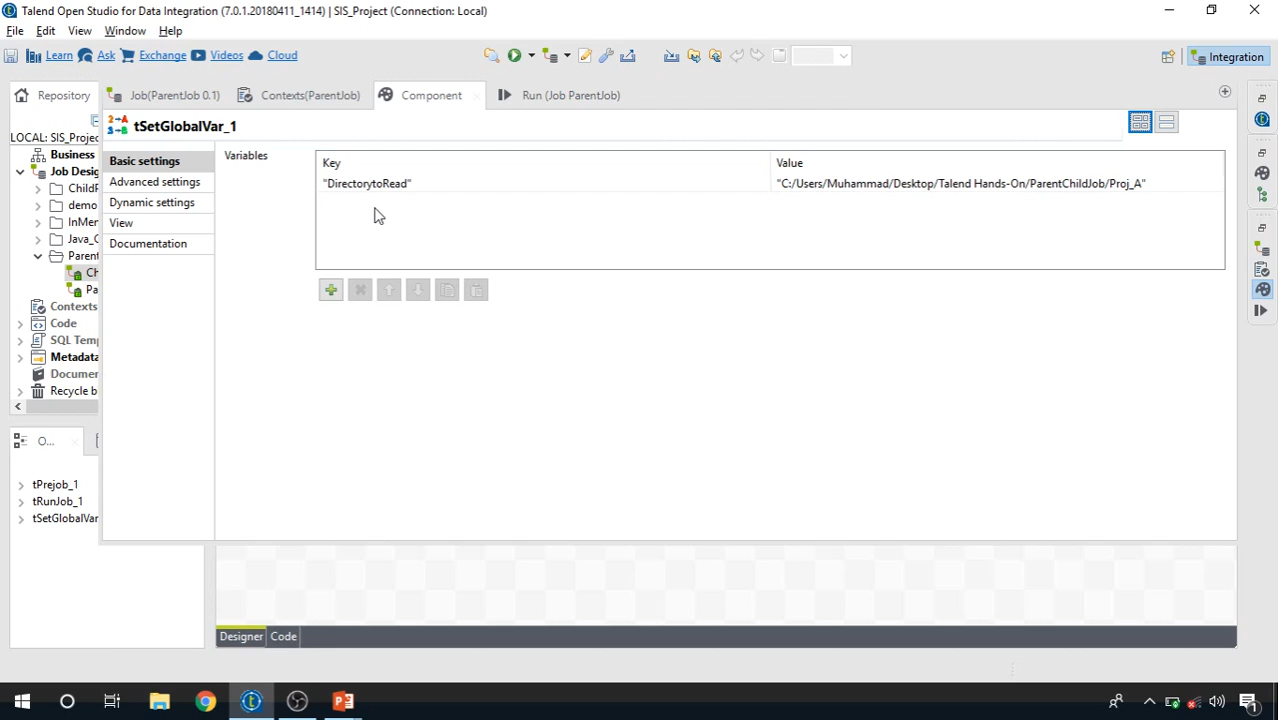 Talend Open Studio for Data Integration (7.0.1.20180411_1414) | SIS_Project (Connection: Local)
File Edit View Window Help
Learn Ask Exchange Videos Cloud
Integration
Repository
Job(ParentJob 0.1) Contexts(ParentJob) Component Run (Job ParentJob)
LOCAL: SIS_Proje
tSetGlobalVar_1
Business
Job Desig
ChildP
demo
InMem
Java_C
Parent
Ch
Pa
Contexts
Code
SQL Temp
Metadata
Documen
Recycle b
Basic settings
Advanced settings
Dynamic settings
View
Documentation
Variables
Key Value
"DirectorytoRead" "C:/Users/Muhammad/Desktop/Talend Hands-On/ParentChildJob/Proj_A"
O...
tPrejob_1
tRunJob_1
tSetGlobalVar
Designer Code